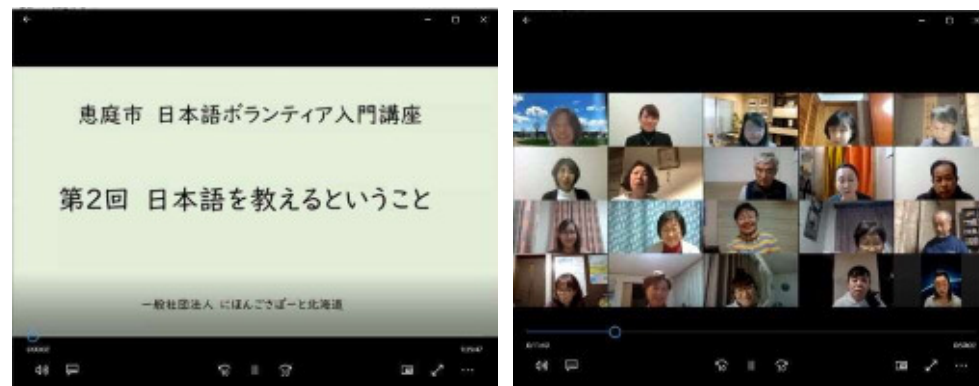 恵庭市 日本語ボランティア入門講座
第2回 日本語を教えるということ
一般社団法人 にほんごさぽーと北海道